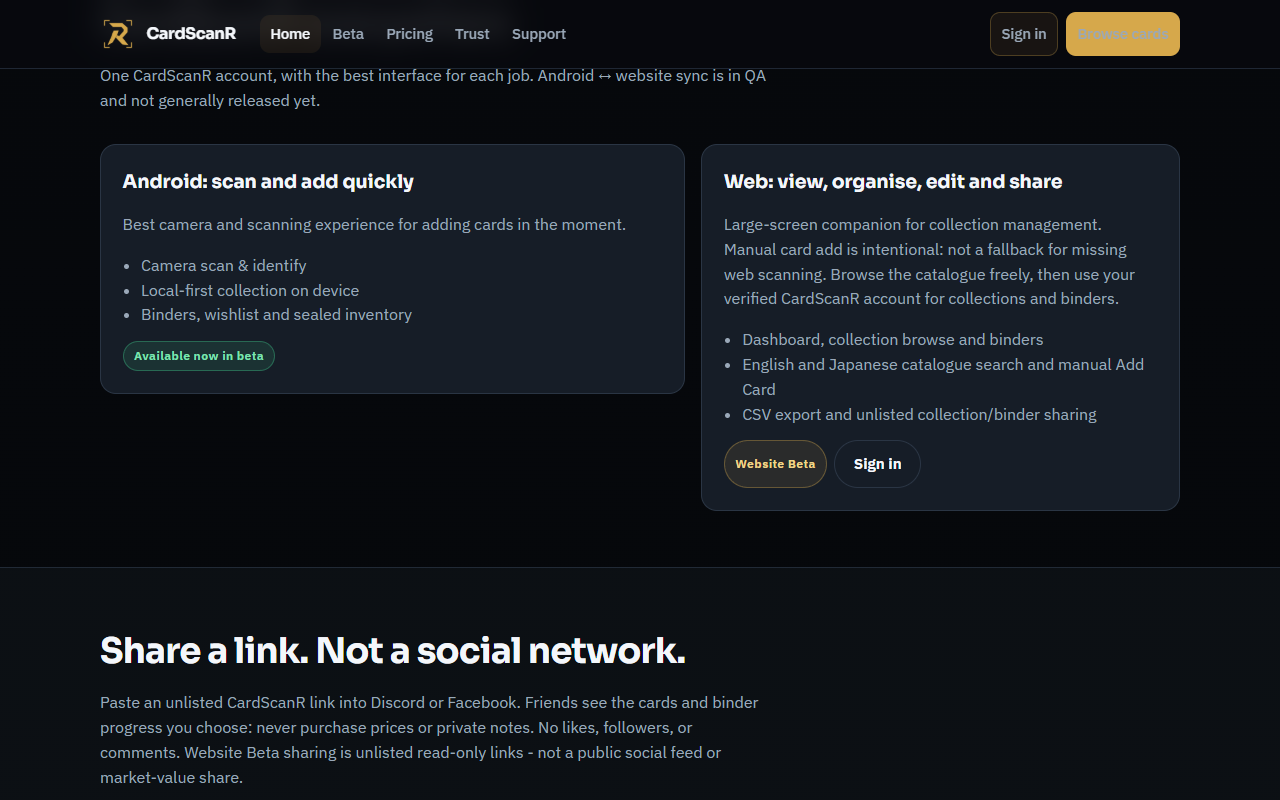 CardScanR
Home
Beta
Pricing
Trust
Support
Sign in
Browse cards
One CardScanR account, with the best interface for each job. Android ↔ website sync is in QA
and not generally released yet.
Android: scan and add quickly
Best camera and scanning experience for adding cards in the moment.
• Camera scan & identify
• Local-first collection on device
• Binders, wishlist and sealed inventory
Available now in beta
Web: view, organise, edit and share
Large-screen companion for collection management.
Manual card add is intentional: not a fallback for missing
web scanning. Browse the catalogue freely, then use your
verified CardScanR account for collections and binders.
• Dashboard, collection browse and binders
• English and Japanese catalogue search and manual Add
Card
• CSV export and unlisted collection/binder sharing
Website Beta
Sign in
Share a link. Not a social network.
Paste an unlisted CardScanR link into Discord or Facebook. Friends see the cards and binder
progress you choose: never purchase prices or private notes. No likes, followers, or
comments. Website Beta sharing is unlisted read-only links - not a public social feed or
market-value share.